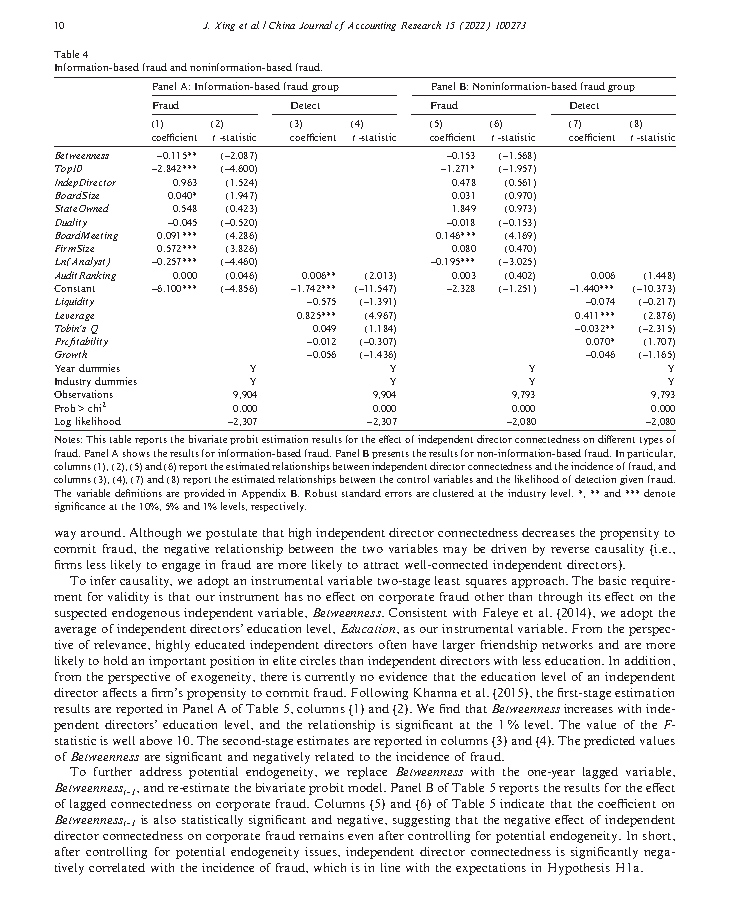 10
J. Xing et al. / China Journal of Accounting Research 15 (2022) 100273
Table 4
Information-based fraud and noninformation-based fraud.
Panel A: Information-based fraud group Panel B: Noninformation-based fraud group
Fraud Detect Fraud Detect
(1) (2) (3) (4) (5) (6) (7) (8)
coefficient t-statistic coefficient t-statistic coefficient t-statistic coefficient t-statistic
Betweenness −0.115** (−2.087) −0.153 (−1.568)
Top10 −2.842*** (−4.600) −1.271* (−1.957)
IndepDirector 0.963 (1.524) 0.478 (0.561)
BoardSize 0.040* (1.947) 0.031 (0.970)
StateOwned 0.548 (0.423) 1.849 (0.973)
Duality −0.045 (−0.520) −0.018 (−0.153)
BoardMeeting 0.091*** (4.286) 0.146*** (4.169)
FirmSize 0.572*** (3.826) 0.080 (0.470)
Ln(Analyst) −0.257*** (−4.460) −0.195*** (−3.025)
AuditRanking 0.000 (0.046) 0.006** (2.013) 0.003 (0.402) 0.006 (1.448)
Constant −6.100*** (−4.856) −1.742*** (−11.547) −2.328 (−1.251) −1.440*** (−10.373)
Liquidity −0.575 (−1.391) −0.074 (−0.217)
Leverage 0.825*** (4.967) 0.411*** (2.876)
Tobin's Q 0.049 (1.184) −0.032** (−2.315)
Profitability −0.012 (−0.307) 0.070* (1.707)
Growth −0.056 (−1.436) −0.046 (−1.165)
Year dummies Y Y Y Y
Industry dummies Y Y Y Y
Observations 9,904 9,904 9,793 9,793
Prob > chi2 0.000 0.000 0.000 0.000
Log likelihood −2,307 −2,307 −2,080 −2,080
Notes: This table reports the bivariate probit estimation results for the effect of independent director connectedness on different types of
fraud. Panel A shows the results for information-based fraud. Panel B presents the results for non-information-based fraud. In particular,
columns (1), (2), (5) and (6) report the estimated relationships between independent director connectedness and the incidence of fraud, and
columns (3), (4), (7) and (8) report the estimated relationships between the control variables and the likelihood of detection given fraud.
The variable definitions are provided in Appendix B. Robust standard errors are clustered at the industry level. *, ** and *** denote
significance at the 10%, 5% and 1% levels, respectively.
way around. Although we postulate that high independent director connectedness decreases the propensity to
commit fraud, the negative relationship between the two variables may be driven by reverse causality (i.e.,
firms less likely to engage in fraud are more likely to attract well-connected independent directors).
To infer causality, we adopt an instrumental variable two-stage least squares approach. The basic require-
ment for validity is that our instrument has no effect on corporate fraud other than through its effect on the
suspected endogenous independent variable, Betweenness. Consistent with Faleye et al. (2014), we adopt the
average of independent directors' education level, Education, as our instrumental variable. From the perspec-
tive of relevance, highly educated independent directors often have larger friendship networks and are more
likely to hold an important position in elite circles than independent directors with less education. In addition,
from the perspective of exogeneity, there is currently no evidence that the education level of an independent
director affects a firm's propensity to commit fraud. Following Khanna et al. (2015), the first-stage estimation
results are reported in Panel A of Table 5, columns (1) and (2). We find that Betweenness increases with inde-
pendent directors' education level, and the relationship is significant at the 1% level. The value of the F-
statistic is well above 10. The second-stage estimates are reported in columns (3) and (4). The predicted values
of Betweenness are significant and negatively related to the incidence of fraud.
To further address potential endogeneity, we replace Betweenness with the one-year lagged variable,
Betweennesst−1, and re-estimate the bivariate probit model. Panel B of Table 5 reports the results for the effect
of lagged connectedness on corporate fraud. Columns (5) and (6) of Table 5 indicate that the coefficient on
Betweennesst−1 is also statistically significant and negative, suggesting that the negative effect of independent
director connectedness on corporate fraud remains even after controlling for potential endogeneity. In short,
after controlling for potential endogeneity issues, independent director connectedness is significantly nega-
tively correlated with the incidence of fraud, which is in line with the expectations in Hypothesis H1a.